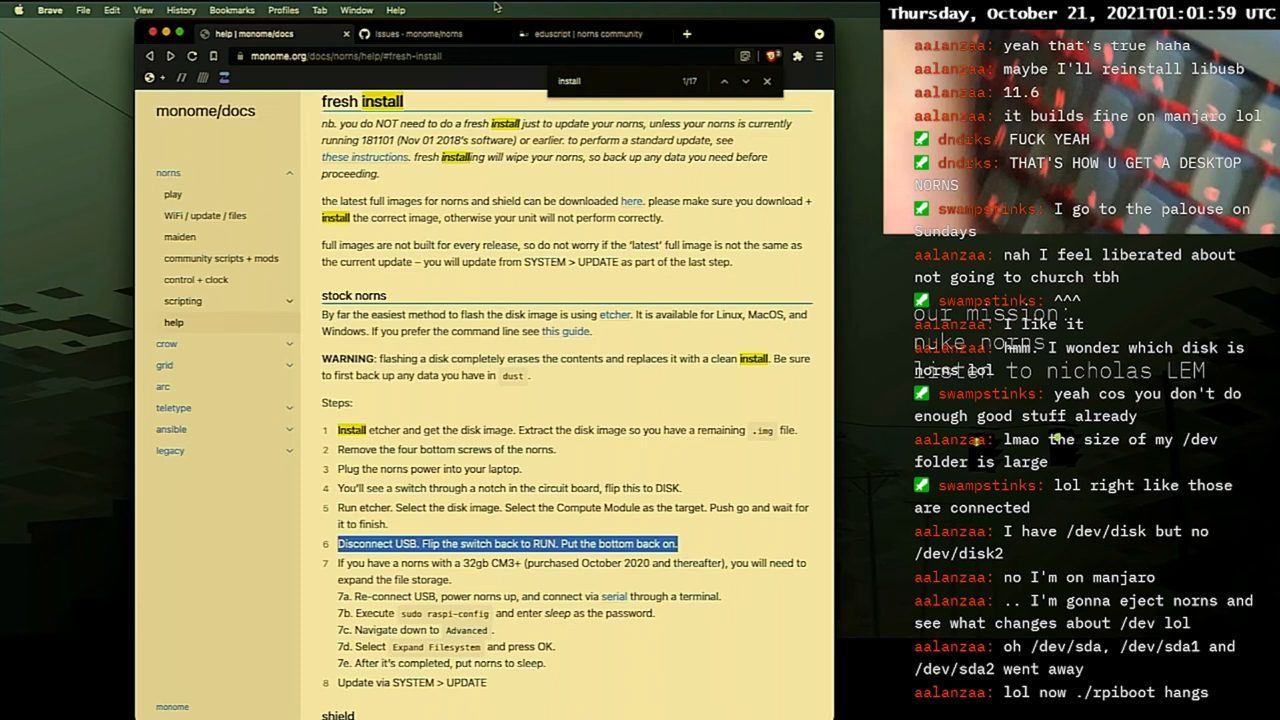 Brave File Edit View History Bookmarks Profiles Tab Window Help
Thursday, October 21, 2021T01:01:59 UTC
help | monome/docs
Issues - monome/norns
eduscript | norns community
monome.org/docs/norns/help/#fresh-install
install 1/17
monome/docs
norns
play
WiFi / update / files
maiden
community scripts + mods
control + clock
scripting
help
crow
grid
arc
teletype
ansible
legacy
monome
fresh install
nb. you do NOT need to do a fresh install just to update your norns, unless your norns is currently
running 181101 (Nov 01 2018's software) or earlier. to perform a standard update, see
these instructions. fresh installing will wipe your norns, so back up any data you need before
proceeding.
the latest full images for norns and shield can be downloaded here. please make sure you download +
install the correct image, otherwise your unit will not perform correctly.
full images are not built for every release, so do not worry if the 'latest' full image is not the same as
the current update – you will update from SYSTEM > UPDATE as part of the last step.
stock norns
By far the easiest method to flash the disk image is using etcher. It is available for Linux, MacOS, and
Windows. If you prefer the command line see this guide.
WARNING: flashing a disk completely erases the contents and replaces it with a clean install. Be sure
to first back up any data you have in dust.
Steps:
1 Install etcher and get the disk image. Extract the disk image so you have a remaining .img file.
2 Remove the four bottom screws of the norns.
3 Plug the norns power into your laptop.
4 You'll see a switch through a notch in the circuit board, flip this to DISK.
5 Run etcher. Select the disk image. Select the Compute Module as the target. Push go and wait for
it to finish.
6 Disconnect USB. Flip the switch back to RUN. Put the bottom back on.
7 If you have a norns with a 32gb CM3+ (purchased October 2020 and thereafter), you will need to
expand the file storage.
7a. Re-connect USB, power norns up, and connect via serial through a terminal.
7b. Execute sudo raspi-config and enter sleep as the password.
7c. Navigate down to Advanced.
7d. Select Expand Filesystem and press OK.
7e. After it's completed, put norns to sleep.
8 Update via SYSTEM > UPDATE
shield
aalanzaa: yeah that's true haha
aalanzaa: maybe I'll reinstall libusb
aalanzaa: 11.6
aalanzaa: it builds fine on manjaro lol
dndrks: FUCK YEAH
dndrks: THAT'S HOW U GET A DESKTOP
NORNS
swampstinks: I go to the palouse on
Sundays
aalanzaa: nah I feel liberated about
not going to church tbh
swampstinks: ^^^
our mission:
aalanzaa: I like it
nuke norns
aalanzaa: hmm. I wonder which disk is
norns lol
listen to nicholas LEM
swampstinks: yeah cos you don't do
enough good stuff already
aalanzaa: lmao the size of my /dev
folder is large
swampstinks: lol right like those
are connected
aalanzaa: I have /dev/disk but no
/dev/disk2
aalanzaa: no I'm on manjaro
aalanzaa: .. I'm gonna eject norns and
see what changes about /dev lol
aalanzaa: oh /dev/sda, /dev/sda1 and
/dev/sda2 went away
aalanzaa: lol now ./rpiboot hangs